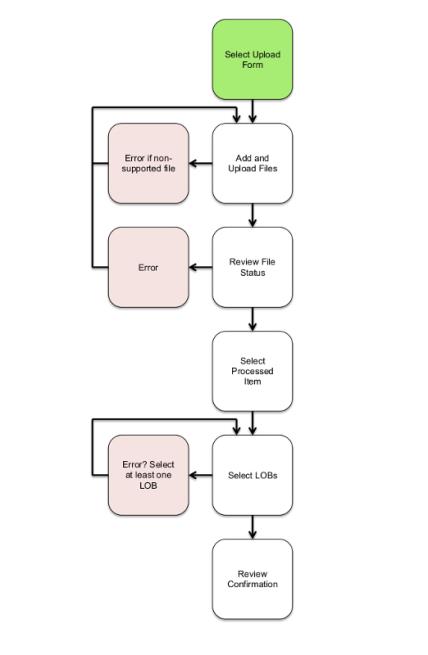 Select Upload
Form
Error if non-
supported file
Add and
Upload Files
Error
Review File
Status
Select
Processed
Item
Error? Select
at least one
LOB
Select LOBs
Review
Confirmation